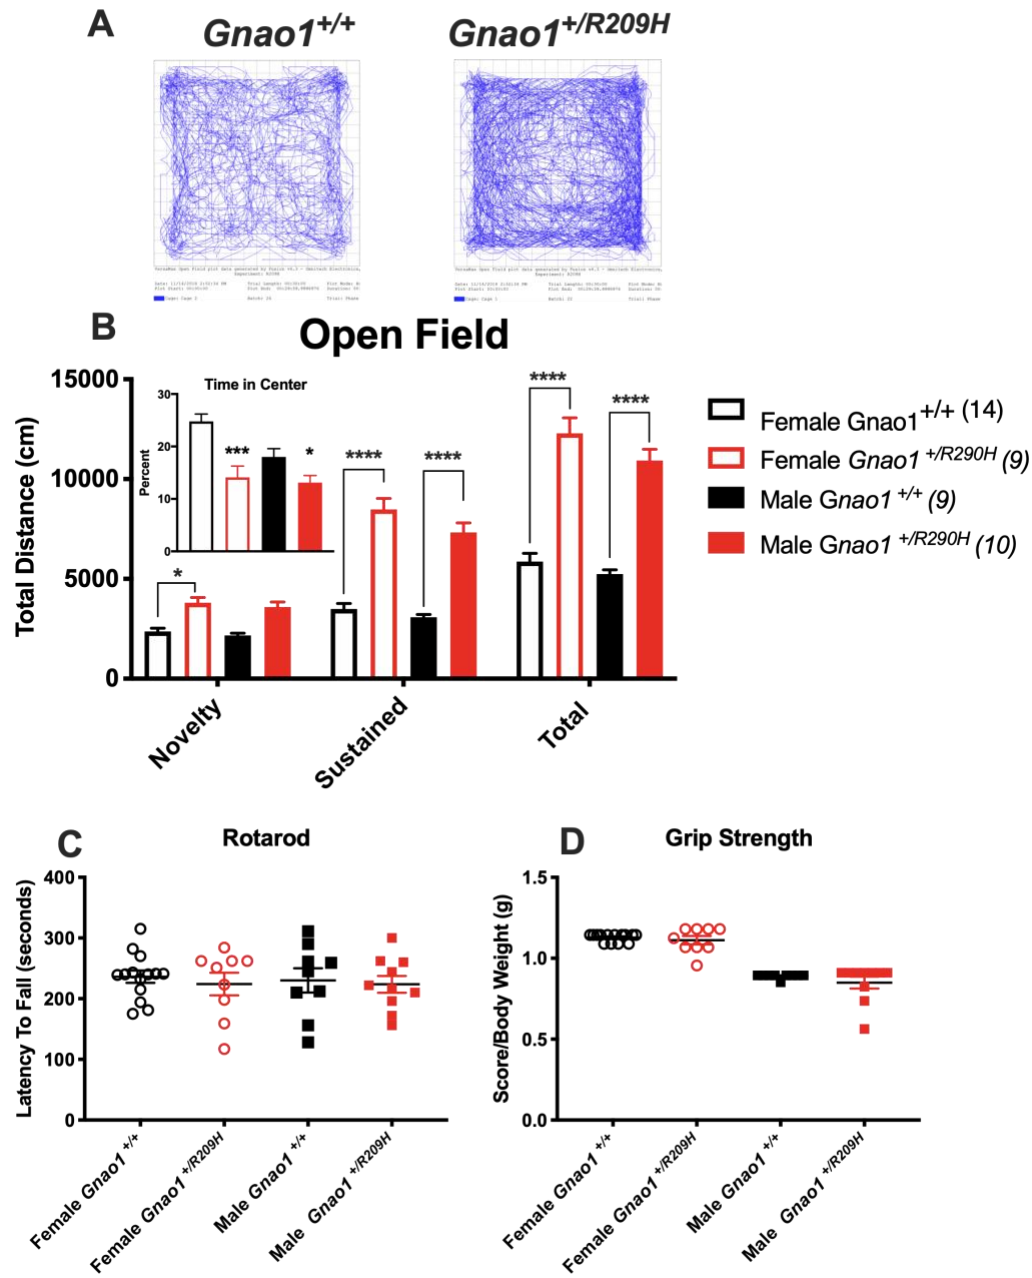 A
Gnao1+/+
Gnao1+/R209H
B
Open Field
Total Distance (cm)
15000
10000
5000
0
Time in Center
Percent
30
20
10
0
***
*
*
****
****
****
****
Novelty
Sustained
Total
Female Gnao1+/+ (14)
Female Gnao1 +/R290H (9)
Male Gnao1 +/+ (9)
Male Gnao1 +/R290H (10)
C
Rotarod
Latency To Fall (seconds)
400
300
200
100
0
Female Gnao1 +/+
Female Gnao1 +/R209H
Male Gnao1 +/+
Male Gnao1 +/R209H
D
Grip Strength
Score/Body Weight (g)
1.5
1.0
0.5
0.0
Female Gnao1 +/+
Female Gnao1 +/R209H
Male Gnao1 +/+
Male Gnao1 +/R209H